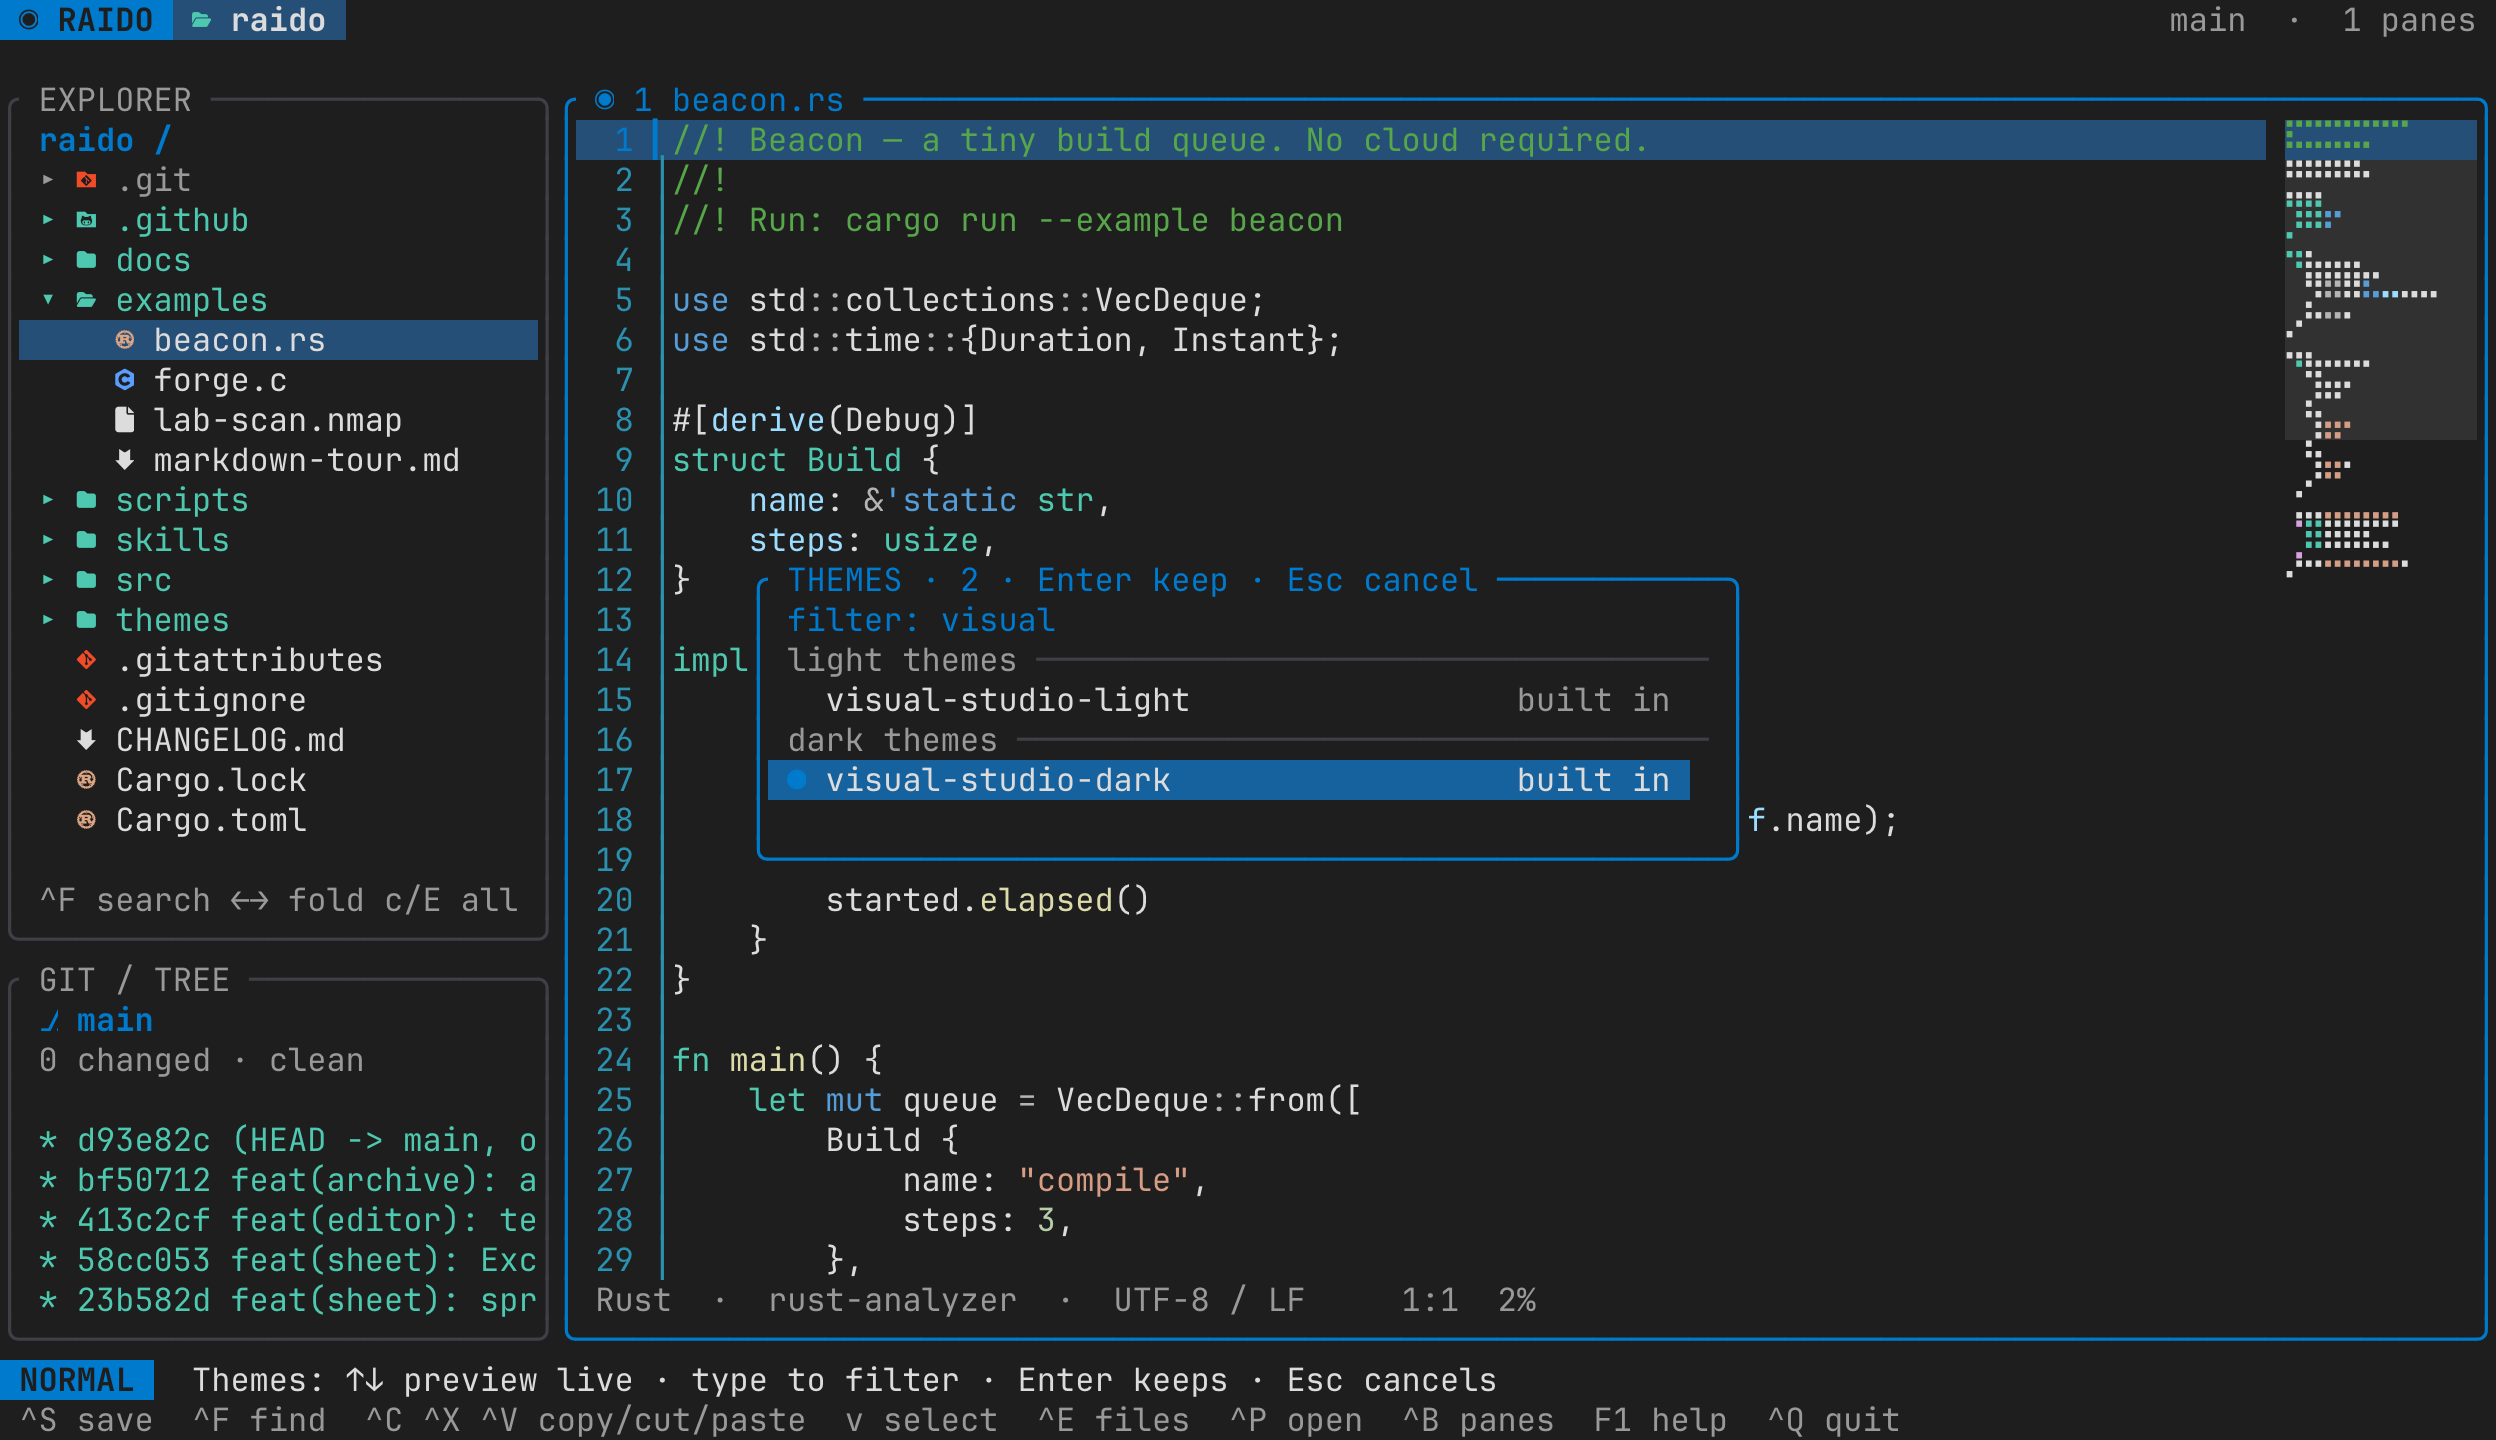 ◉ RAIDO raido main · 1 panes
EXPLORER
raido /
▸ .git
▸ .github
▸ docs
▾ examples
beacon.rs
forge.c
lab-scan.nmap
markdown-tour.md
▸ scripts
▸ skills
▸ src
▸ themes
.gitattributes
.gitignore
CHANGELOG.md
Cargo.lock
Cargo.toml
^F search ↔ fold c/E all
GIT / TREE
main
0 changed · clean
* d93e82c (HEAD -> main, o
* bf50712 feat(archive): a
* 413c2cf feat(editor): te
* 58cc053 feat(sheet): Exc
* 23b582d feat(sheet): spr
◉ 1 beacon.rs
1 //! Beacon — a tiny build queue. No cloud required.
2 //!
3 //! Run: cargo run --example beacon
4
5 use std::collections::VecDeque;
6 use std::time::{Duration, Instant};
7
8 #[derive(Debug)]
9 struct Build {
10     name: &'static str,
11     steps: usize,
12 }
13
14 impl
15
16
17
18 f.name);
19
20         started.elapsed()
21     }
22 }
23
24 fn main() {
25     let mut queue = VecDeque::from([
26         Build {
27             name: "compile",
28             steps: 3,
29         },
THEMES · 2 · Enter keep · Esc cancel
filter: visual
light themes
visual-studio-light built in
dark themes
● visual-studio-dark built in
Rust · rust-analyzer · UTF-8 / LF 1:1 2%
NORMAL Themes: ↑↓ preview live · type to filter · Enter keeps · Esc cancels
^S save ^F find ^C ^X ^V copy/cut/paste v select ^E files ^P open ^B panes F1 help ^Q quit